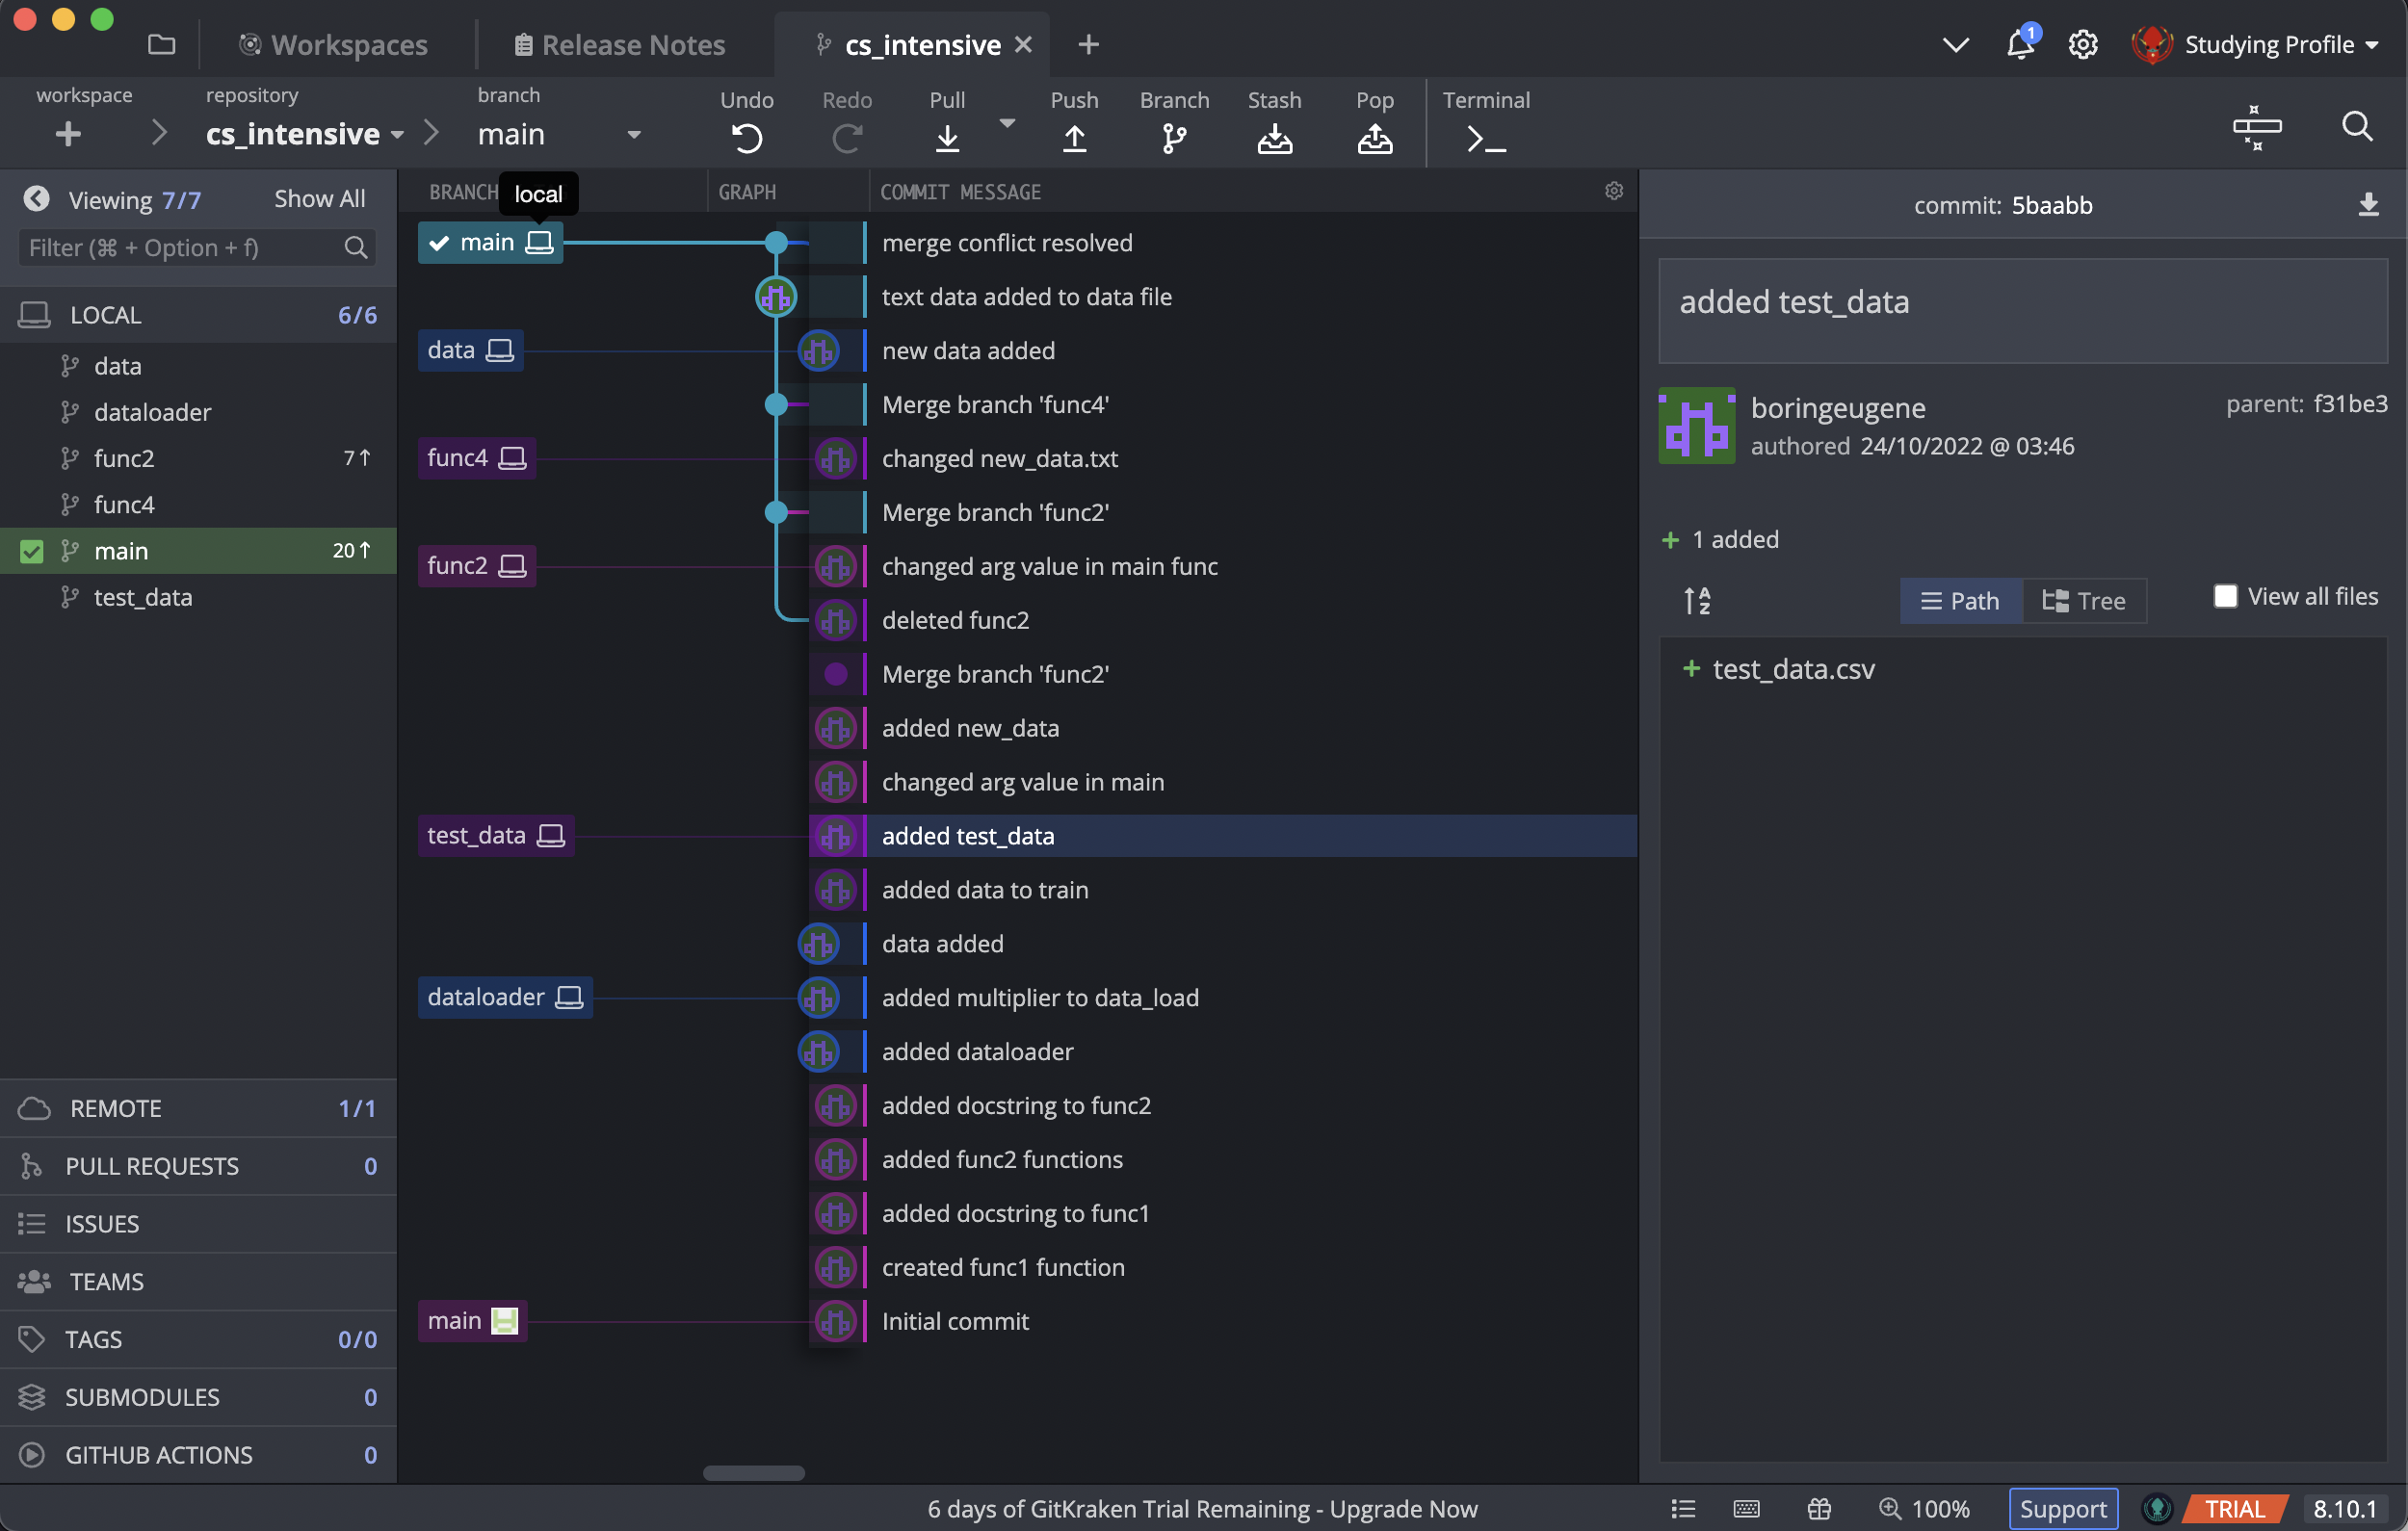 Workspaces
Release Notes
cs_intensive
1
Studying Profile
workspace
repository
cs_intensive
branch
main
Undo
Redo
Pull
Push
Branch
Stash
Pop
Terminal
Viewing 7/7
Show All
Filter (⌘ + Option + f)
LOCAL 6/6
data
dataloader
func2 7↑
func4
main 20↑
test_data
REMOTE 1/1
PULL REQUESTS 0
ISSUES
TEAMS
TAGS 0/0
SUBMODULES 0
GITHUB ACTIONS 0
BRANCH
local
GRAPH
COMMIT MESSAGE
main merge conflict resolved
text data added to data file
data new data added
Merge branch 'func4'
func4 changed new_data.txt
Merge branch 'func2'
func2 changed arg value in main func
deleted func2
Merge branch 'func2'
added new_data
changed arg value in main
test_data added test_data
added data to train
data added
dataloader added multiplier to data_load
added dataloader
added docstring to func2
added func2 functions
added docstring to func1
created func1 function
main Initial commit
commit: 5baabb
added test_data
boringeugene
authored 24/10/2022 @ 03:46
parent: f31be3
+ 1 added
A
Z
Path
Tree
View all files
+ test_data.csv
6 days of GitKraken Trial Remaining - Upgrade Now
100%
Support
TRIAL
8.10.1